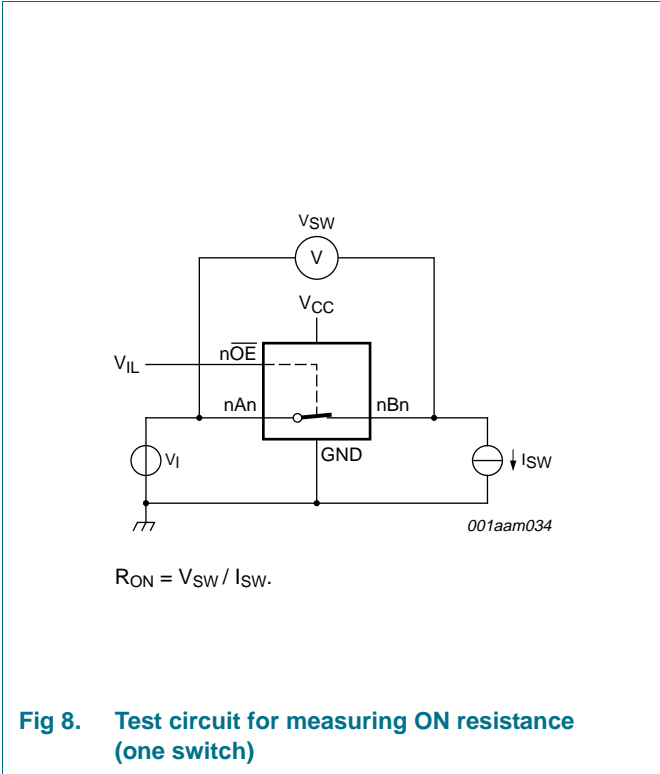 VSW
V
VCC
VIL
nOE
nAn
nBn
VI
GND
ISW
001aam034
RON = VSW / ISW.
Fig 8. Test circuit for measuring ON resistance
(one switch)